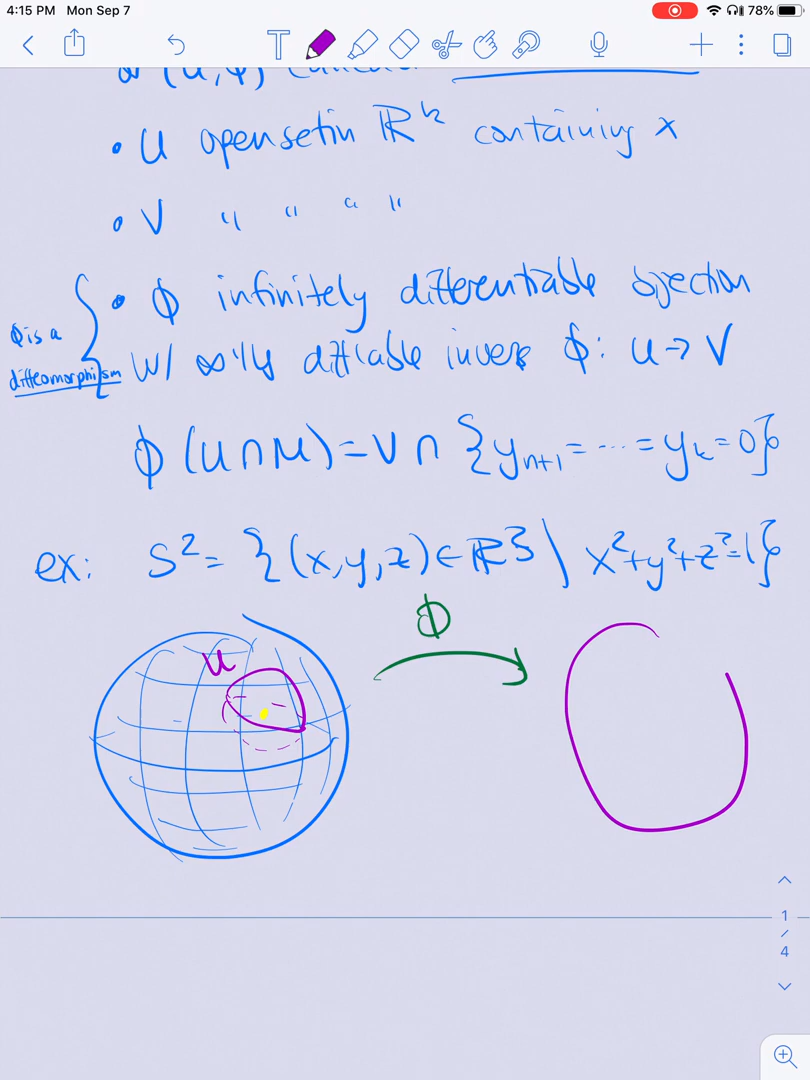 4:15 PM Mon Sep 7 78%
(U, ϕ)
• U open set in ℝᵏ containing x
• V " " " "
• ϕ infinitely differentiable bijection
ϕ is a
diffeomorphism
w/ ∞'ly diff'able invers ϕ: U → V
ϕ(U∩M) = V∩ {yₙ₊₁ = ··· = yₖ = 0}
ex: S² = {(x,y,z) ∈ ℝ³ | x²+y²+z²=1}
U
ϕ
1
/
4